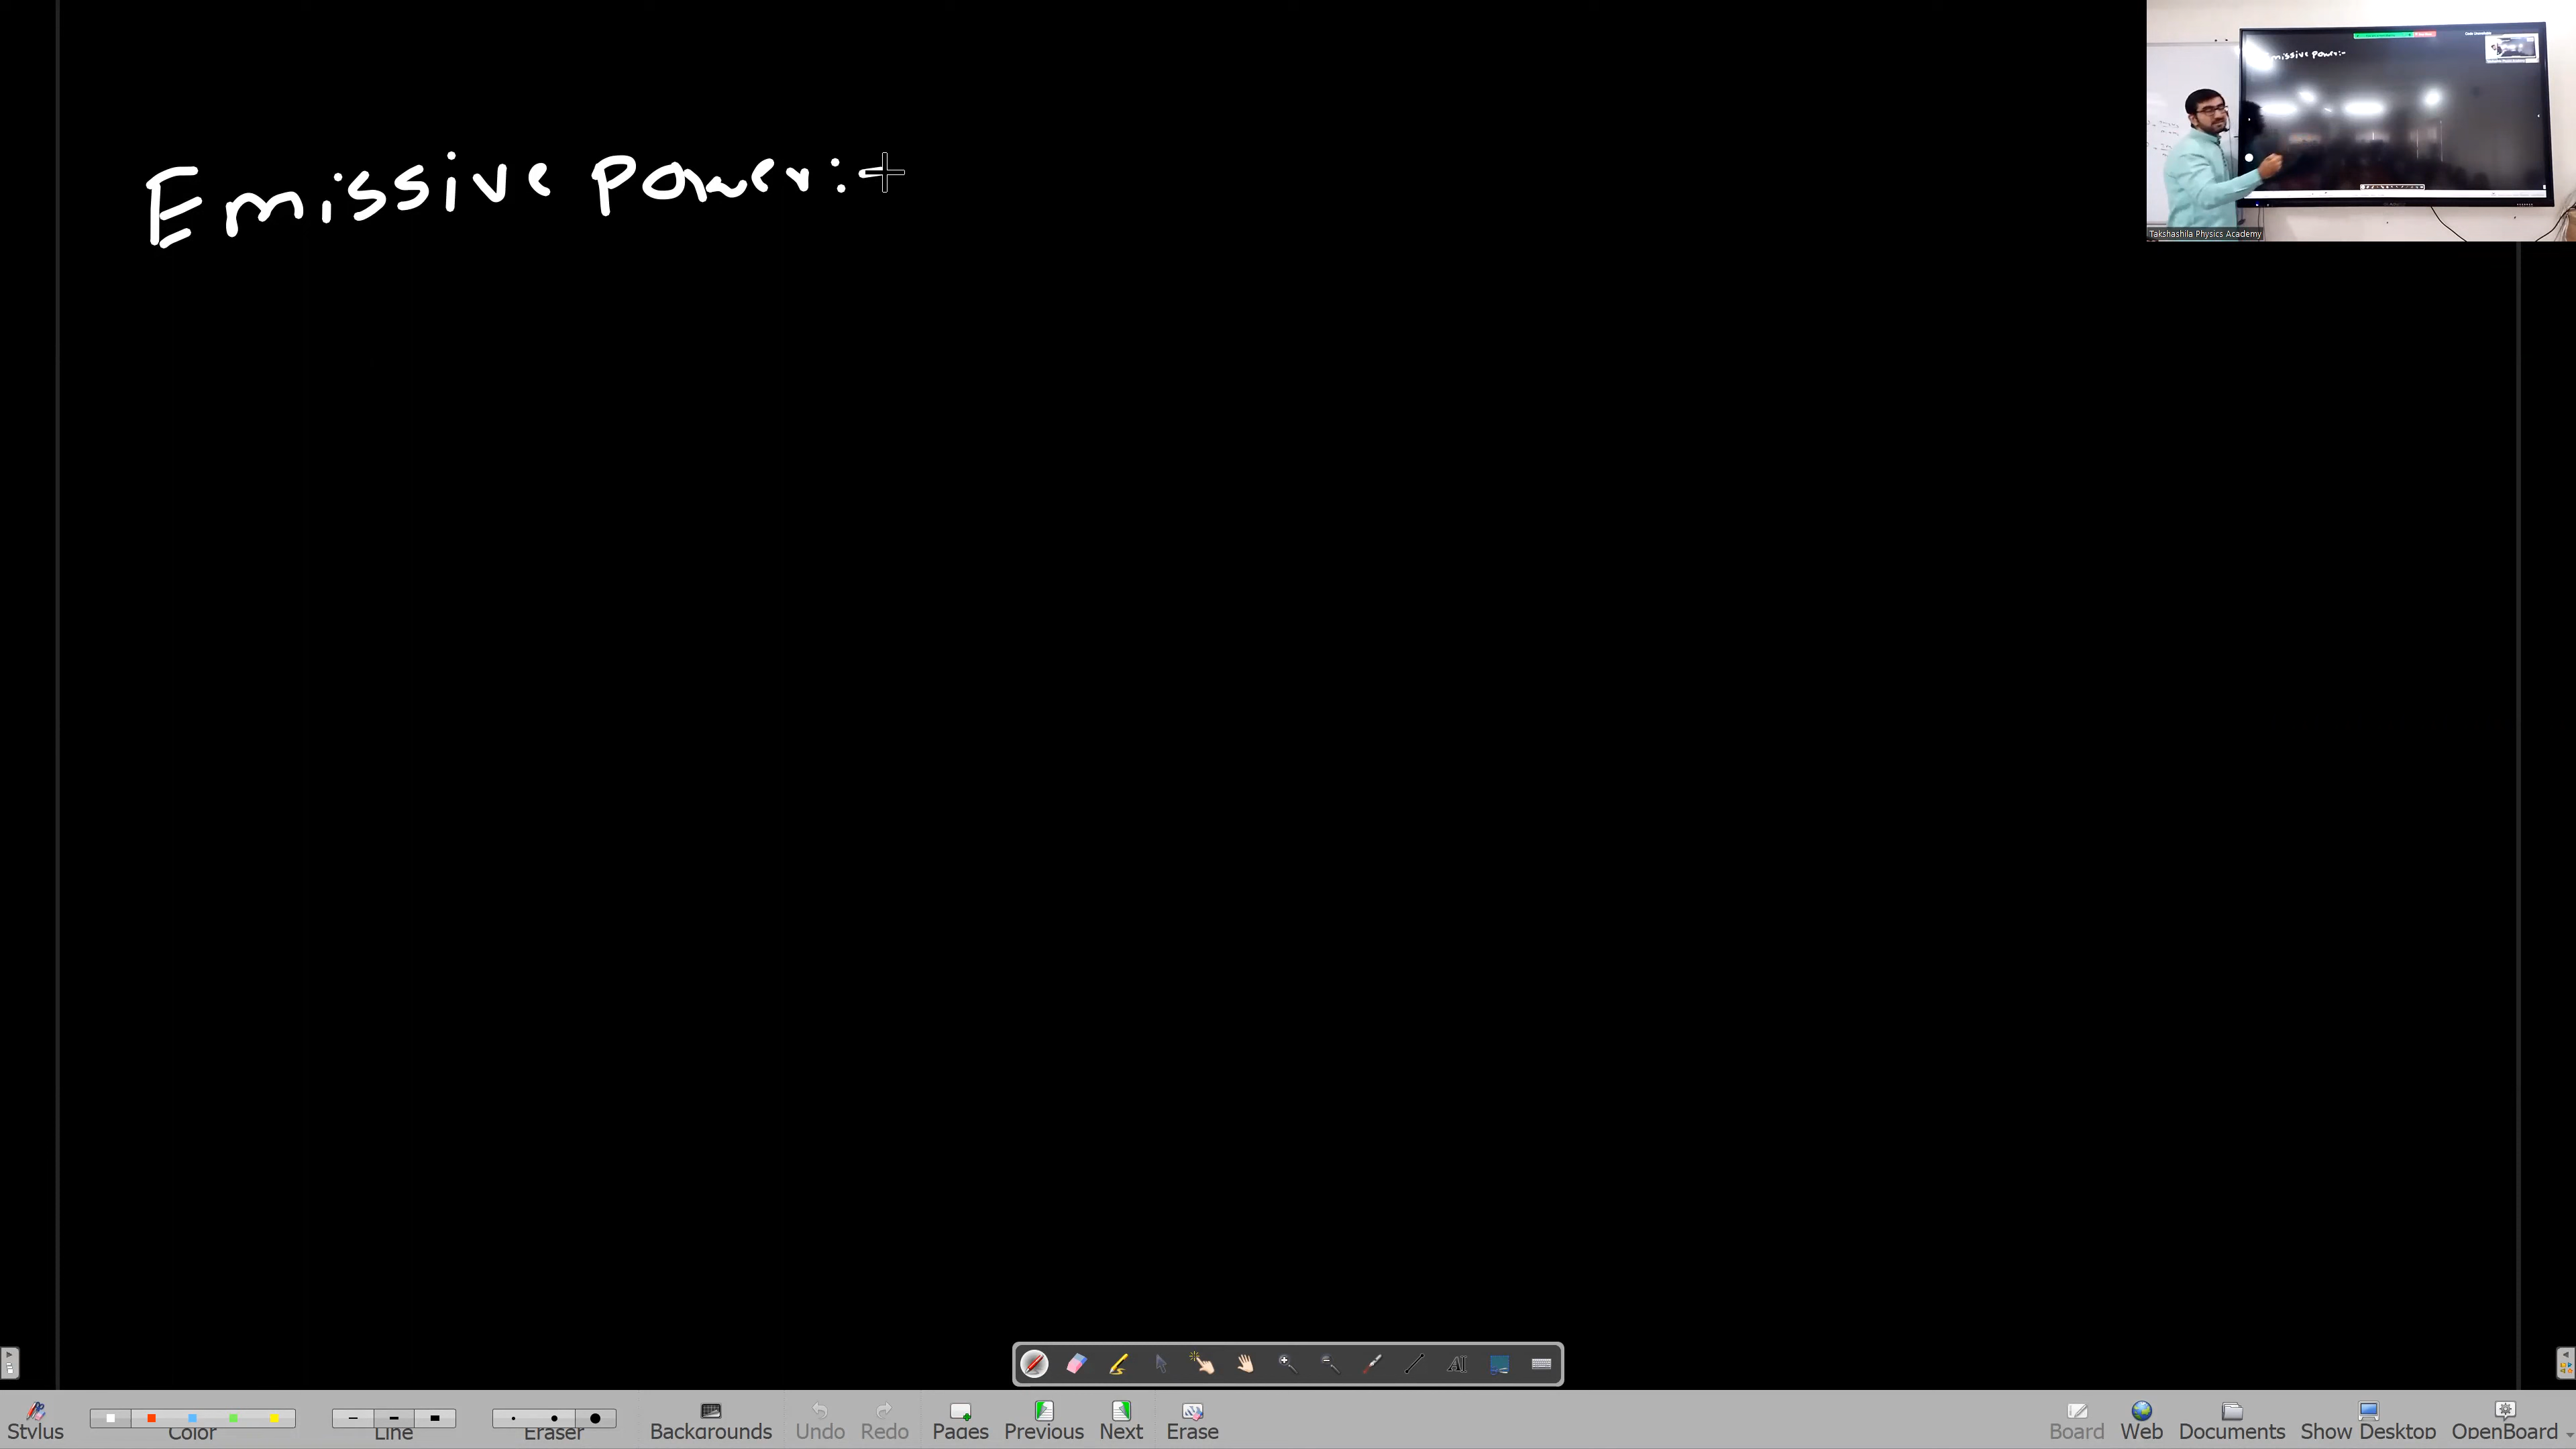 Emissive power:-
Takshashila Physics Academy
Stylus
Color
Line
Eraser
Backgrounds
Undo
Redo
Pages
Previous
Next
Erase
Board
Web
Documents
Show Desktop
OpenBoard